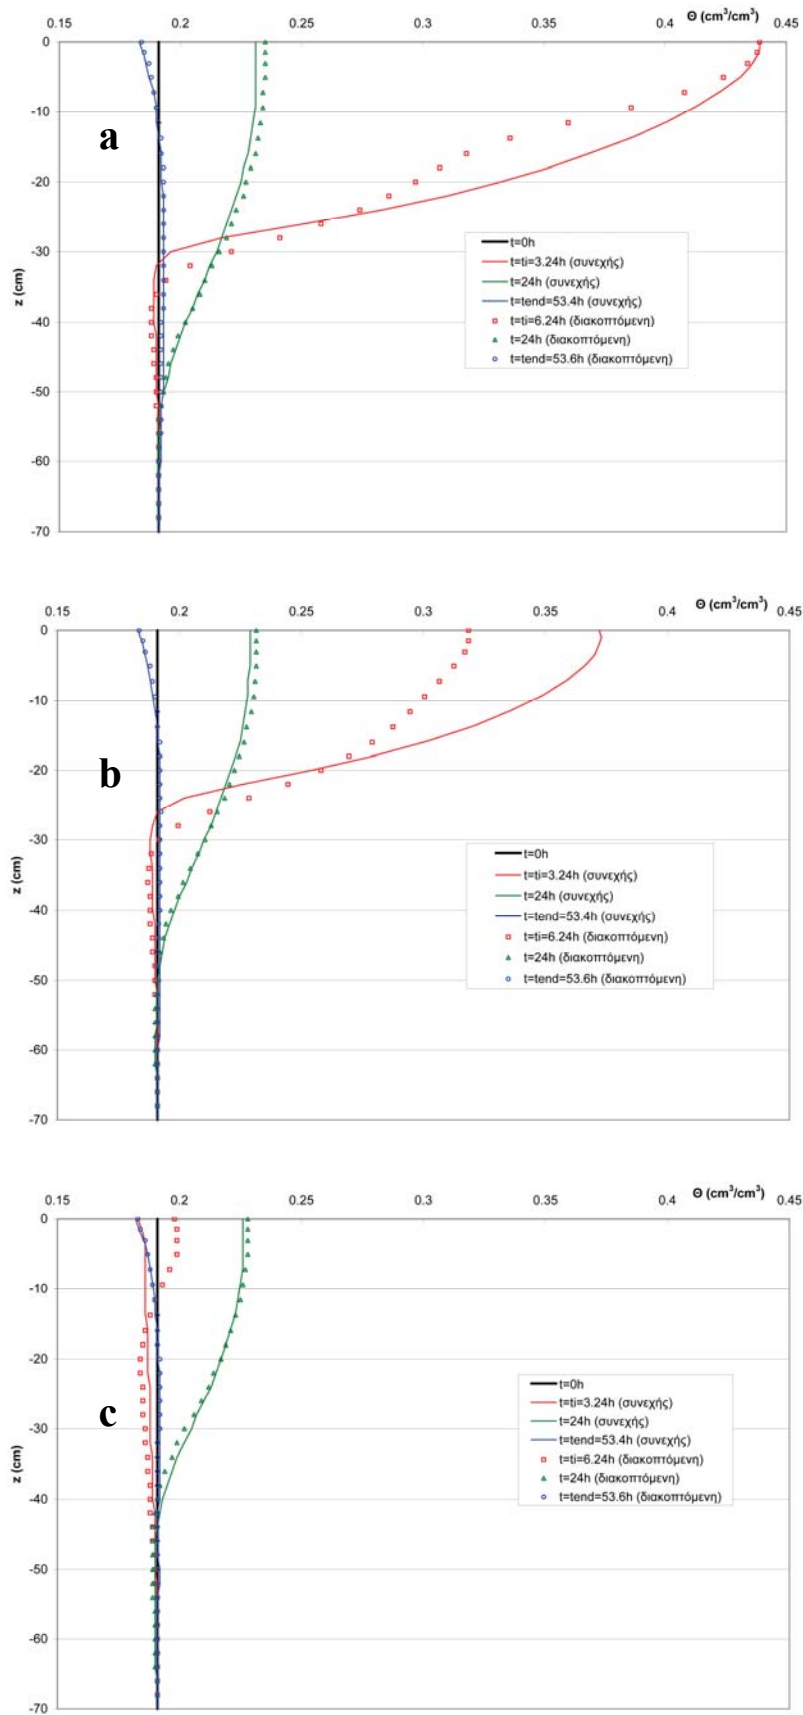 0.15 0.2 0.25 0.3 0.35 0.4 Θ (cm³/cm³) 0.45
0
-10
a
-20
-30
z (cm)
-40
-50
-60
-70
t=0h
t=ti=3.24h (συνεχής)
t=24h (συνεχής)
t=tend=53.4h (συνεχής)
t=ti=6.24h (διακοπτόμενη)
t=24h (διακοπτόμενη)
t=tend=53.6h (διακοπτόμενη)
0.15 0.2 0.25 0.3 0.35 0.4 Θ (cm³/cm³) 0.45
0
-10
b
-20
-30
z (cm)
-40
-50
-60
-70
t=0h
t=ti=3.24h (συνεχής)
t=24h (συνεχής)
t=tend=53.4h (συνεχής)
t=ti=6.24h (διακοπτόμενη)
t=24h (διακοπτόμενη)
t=tend=53.6h (διακοπτόμενη)
0.15 0.2 0.25 0.3 0.35 0.4 Θ (cm³/cm³) 0.45
0
-10
-20
c
-30
z (cm)
-40
-50
-60
-70
t=0h
t=ti=3.24h (συνεχής)
t=24h (συνεχής)
t=tend=53.4h (συνεχής)
t=ti=6.24h (διακοπτόμενη)
t=24h (διακοπτόμενη)
t=tend=53.6h (διακοπτόμενη)